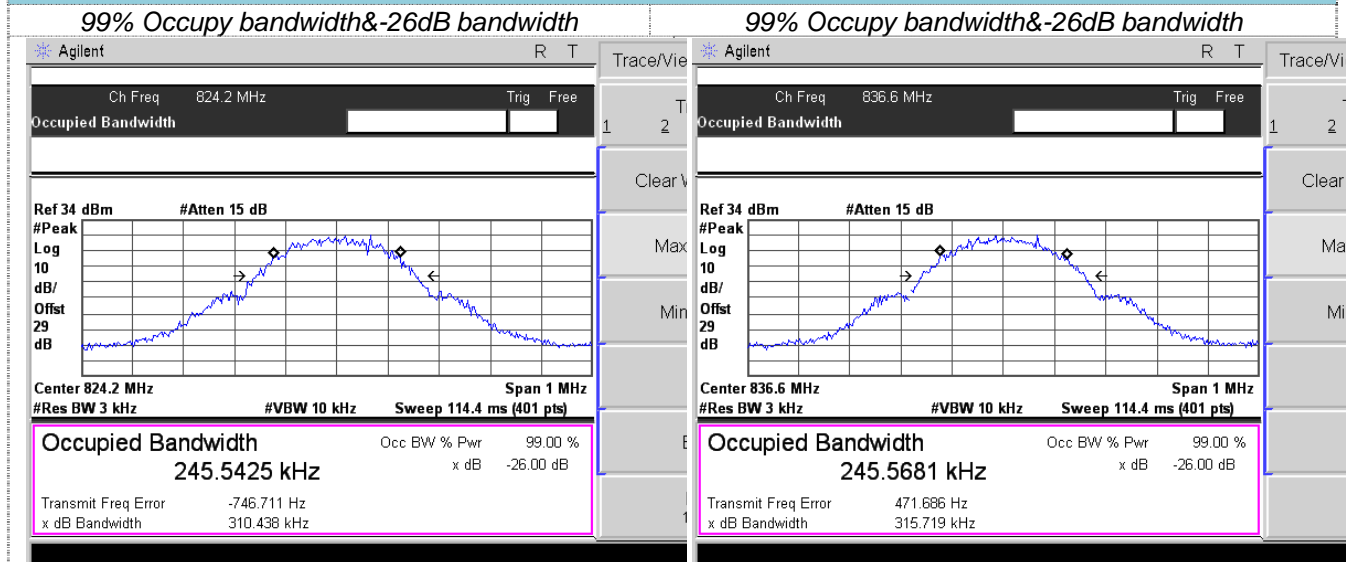 99% Occupy bandwidth&-26dB bandwidth
Agilent R T
Trace/Vie
Ch Freq 824.2 MHz Trig Free
Occupied Bandwidth
1 2
Clear
Ref 34 dBm #Atten 15 dB
#Peak
Log
10
dB/
Offst
29
dB
Max
Min
Center 824.2 MHz Span 1 MHz
#Res BW 3 kHz #VBW 10 kHz Sweep 114.4 ms (401 pts)
Occupied Bandwidth Occ BW % Pwr 99.00 %
245.5425 kHz x dB -26.00 dB
Transmit Freq Error -746.711 Hz
x dB Bandwidth 310.438 kHz
99% Occupy bandwidth&-26dB bandwidth
Agilent R T
Trace/Vi
Ch Freq 836.6 MHz Trig Free
Occupied Bandwidth
1 2
Clear
Ref 34 dBm #Atten 15 dB
#Peak
Log
10
dB/
Offst
29
dB
Ma
Mi
Center 836.6 MHz Span 1 MHz
#Res BW 3 kHz #VBW 10 kHz Sweep 114.4 ms (401 pts)
Occupied Bandwidth Occ BW % Pwr 99.00 %
245.5681 kHz x dB -26.00 dB
Transmit Freq Error 471.686 Hz
x dB Bandwidth 315.719 kHz